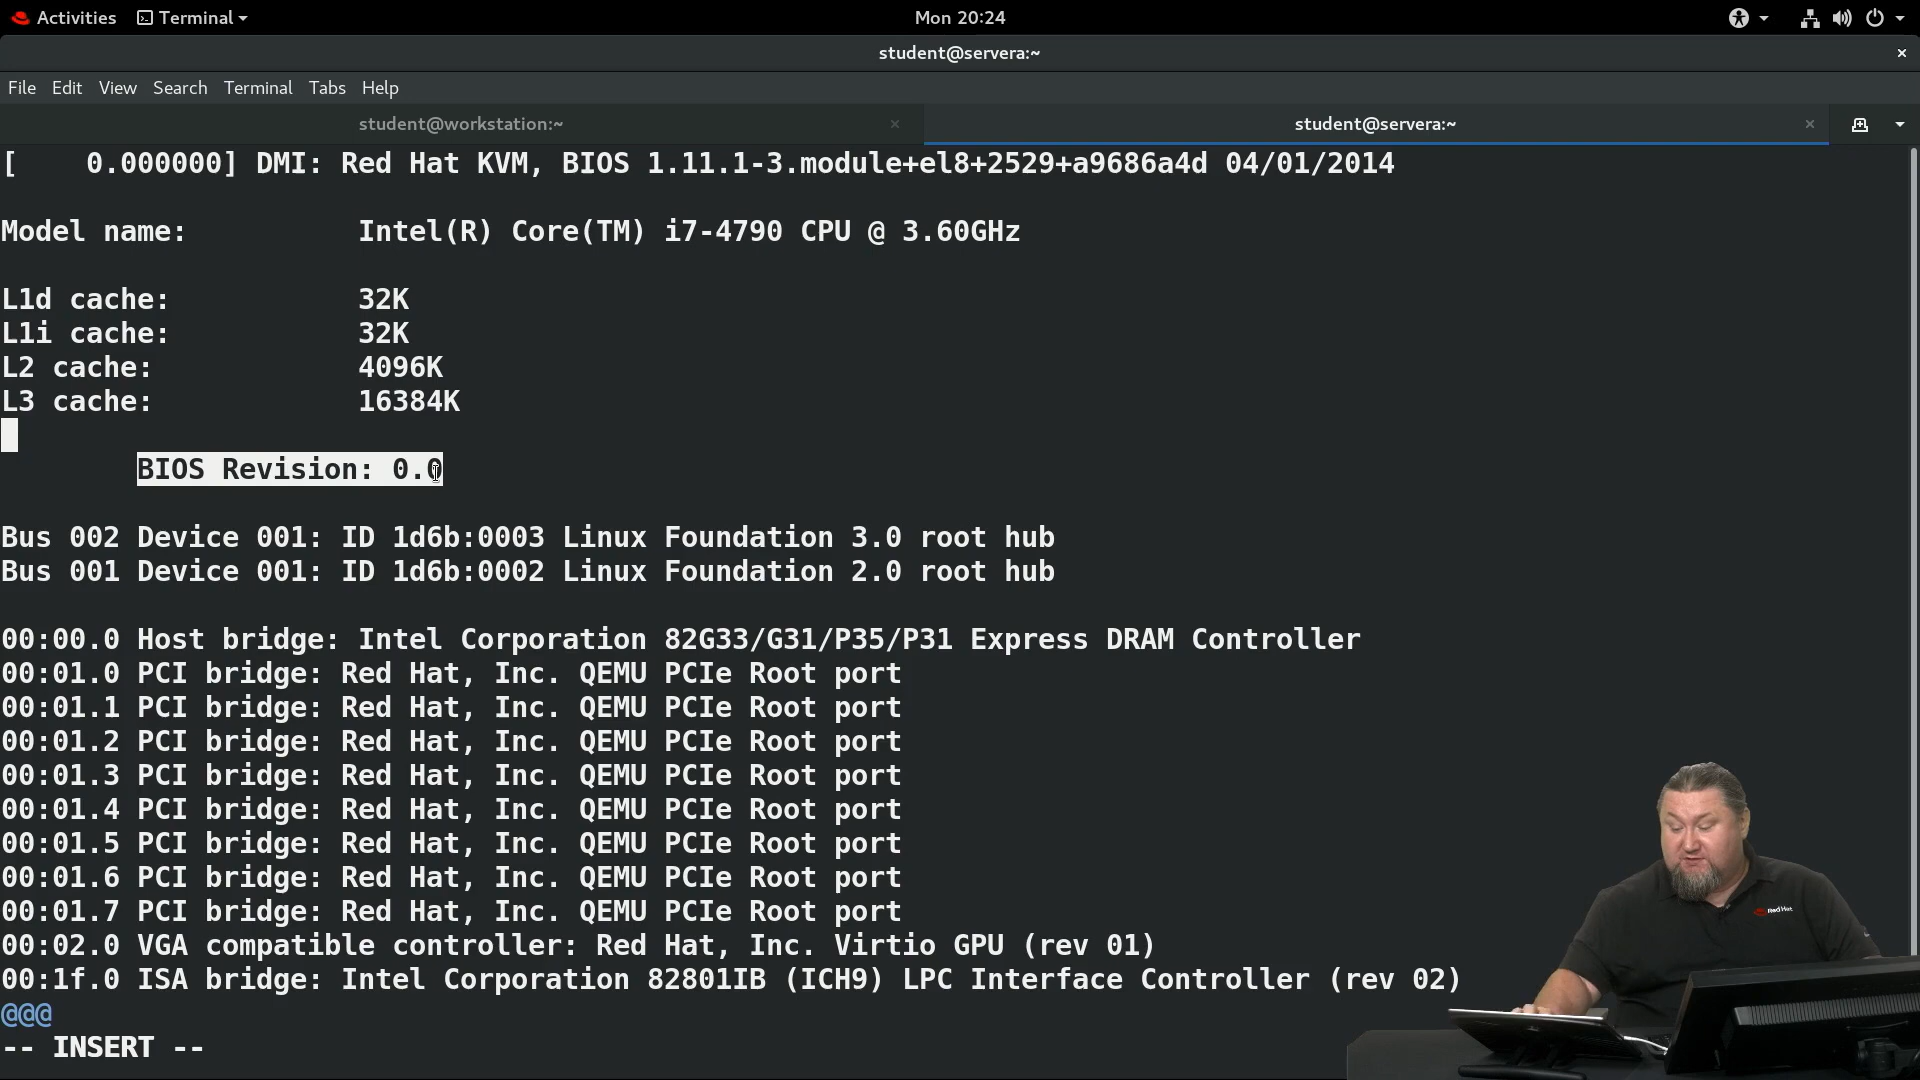 Activities Terminal Mon 20:24
student@servera:~
File Edit View Search Terminal Tabs Help
student@workstation:~ student@servera:~
[    0.000000] DMI: Red Hat KVM, BIOS 1.11.1-3.module+el8+2529+a9686a4d 04/01/2014
Model name:          Intel(R) Core(TM) i7-4790 CPU @ 3.60GHz
L1d cache:           32K
L1i cache:           32K
L2 cache:            4096K
L3 cache:            16384K
BIOS Revision: 0.0
Bus 002 Device 001: ID 1d6b:0003 Linux Foundation 3.0 root hub
Bus 001 Device 001: ID 1d6b:0002 Linux Foundation 2.0 root hub
00:00.0 Host bridge: Intel Corporation 82G33/G31/P35/P31 Express DRAM Controller
00:01.0 PCI bridge: Red Hat, Inc. QEMU PCIe Root port
00:01.1 PCI bridge: Red Hat, Inc. QEMU PCIe Root port
00:01.2 PCI bridge: Red Hat, Inc. QEMU PCIe Root port
00:01.3 PCI bridge: Red Hat, Inc. QEMU PCIe Root port
00:01.4 PCI bridge: Red Hat, Inc. QEMU PCIe Root port
00:01.5 PCI bridge: Red Hat, Inc. QEMU PCIe Root port
00:01.6 PCI bridge: Red Hat, Inc. QEMU PCIe Root port
00:01.7 PCI bridge: Red Hat, Inc. QEMU PCIe Root port
Red Hat
00:02.0 VGA compatible controller: Red Hat, Inc. Virtio GPU (rev 01)
00:1f.0 ISA bridge: Intel Corporation 82801IB (ICH9) LPC Interface Controller (rev 02)
@@@
-- INSERT --